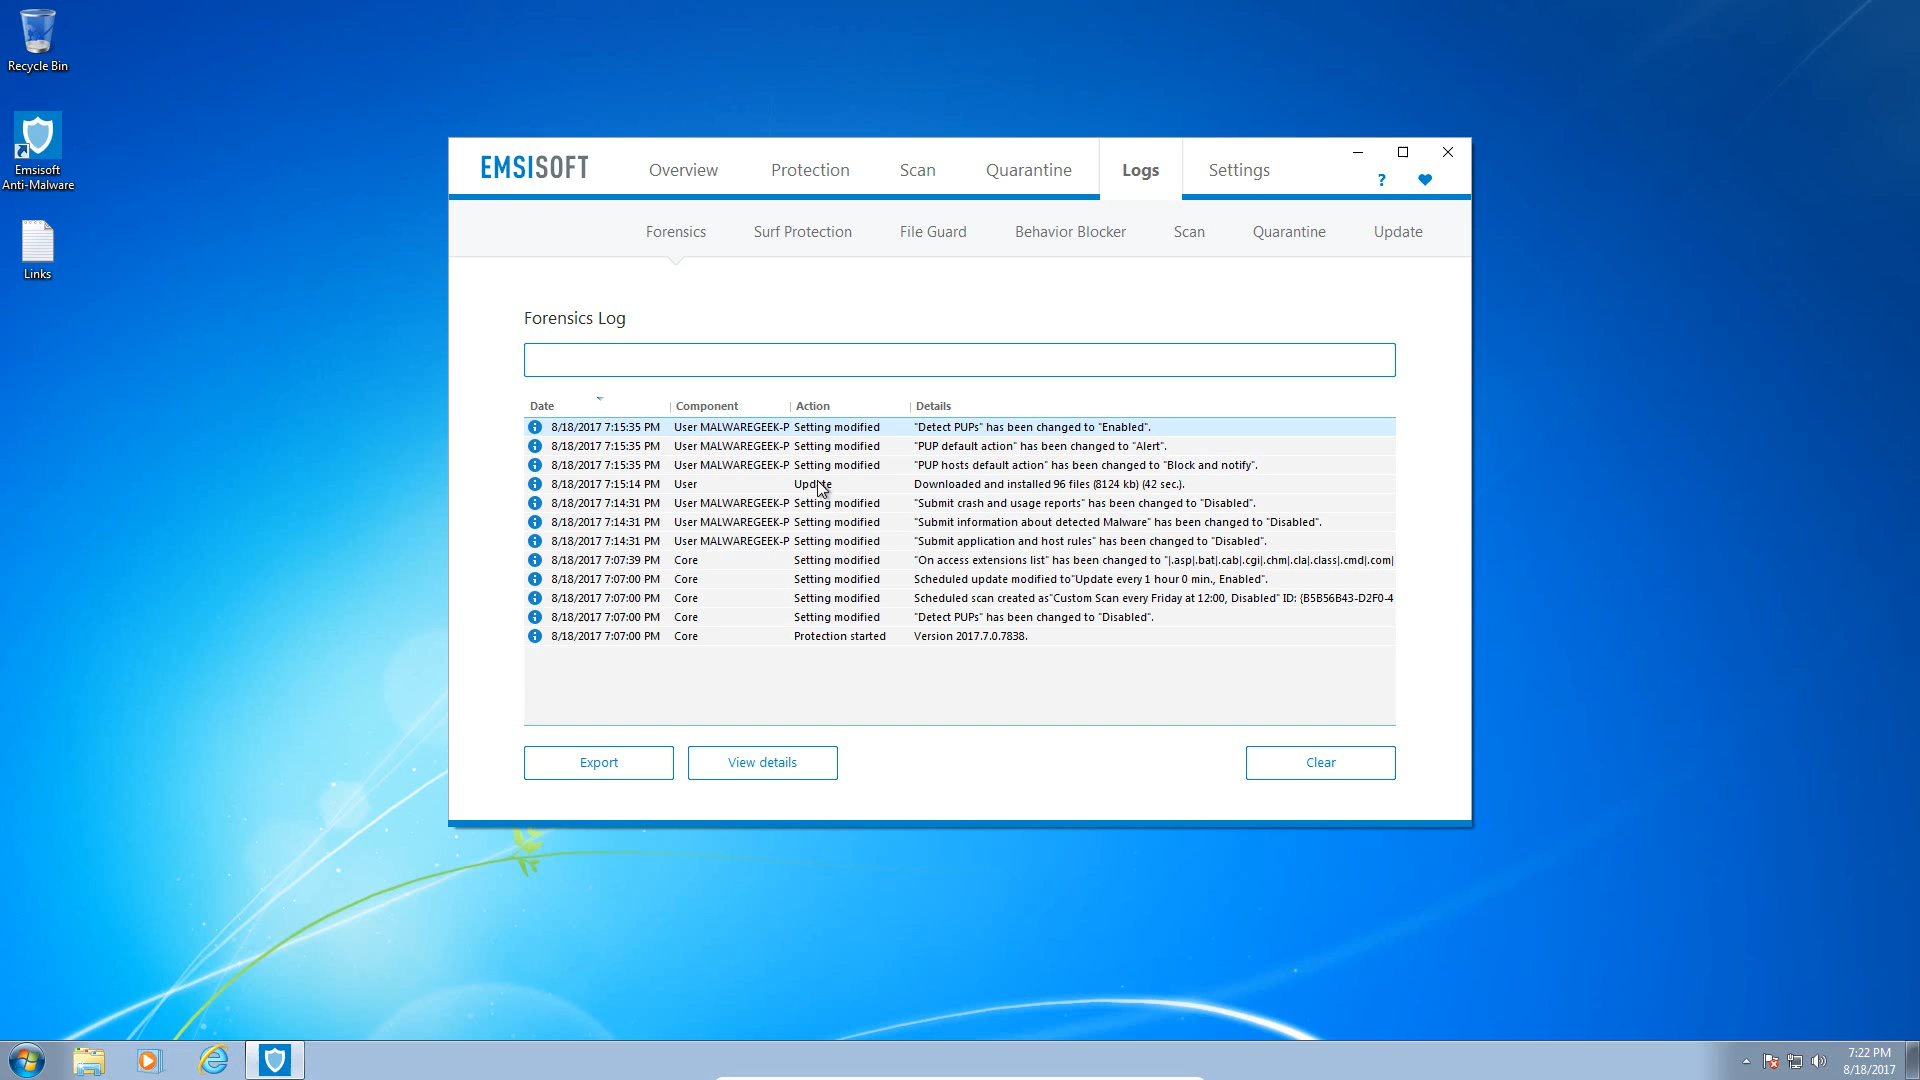 Recycle Bin
Emsisoft
Anti-Malware
Links
EMSISOFT
Overview Protection Scan Quarantine Logs Settings
?
Forensics Surf Protection File Guard Behavior Blocker Scan Quarantine Update
Forensics Log
Date Component Action Details
8/18/2017 7:15:35 PM User MALWAREGEEK-P Setting modified "Detect PUPs" has been changed to "Enabled".
8/18/2017 7:15:35 PM User MALWAREGEEK-P Setting modified "PUP default action" has been changed to "Alert".
8/18/2017 7:15:35 PM User MALWAREGEEK-P Setting modified "PUP hosts default action" has been changed to "Block and notify".
8/18/2017 7:15:14 PM User Update Downloaded and installed 96 files (8124 kb) (42 sec.).
8/18/2017 7:14:31 PM User MALWAREGEEK-P Setting modified "Submit crash and usage reports" has been changed to "Disabled".
8/18/2017 7:14:31 PM User MALWAREGEEK-P Setting modified "Submit information about detected Malware" has been changed to "Disabled".
8/18/2017 7:14:31 PM User MALWAREGEEK-P Setting modified "Submit application and host rules" has been changed to "Disabled".
8/18/2017 7:07:39 PM Core Setting modified "On access extensions list" has been changed to "|.asp|.bat|.cab|.cgi|.chm|.cla|.class|.cmd|.com|
8/18/2017 7:07:00 PM Core Setting modified Scheduled update modified to"Update every 1 hour 0 min., Enabled".
8/18/2017 7:07:00 PM Core Setting modified Scheduled scan created as"Custom Scan every Friday at 12:00, Disabled" ID: {B5B56B43-D2F0-4
8/18/2017 7:07:00 PM Core Setting modified "Detect PUPs" has been changed to "Disabled".
8/18/2017 7:07:00 PM Core Protection started Version 2017.7.0.7838.
Export View details Clear
7:22 PM
8/18/2017